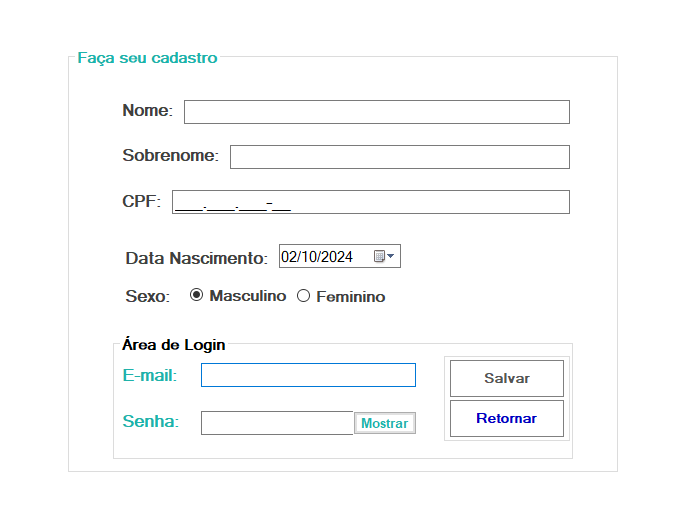 Faça seu cadastro
Nome:
Sobrenome:
CPF: ___.___.___-__
Data Nascimento: 02/10/2024
Sexo: Masculino Feminino
Área de Login
E-mail:
Salvar
Senha: Mostrar
Retornar